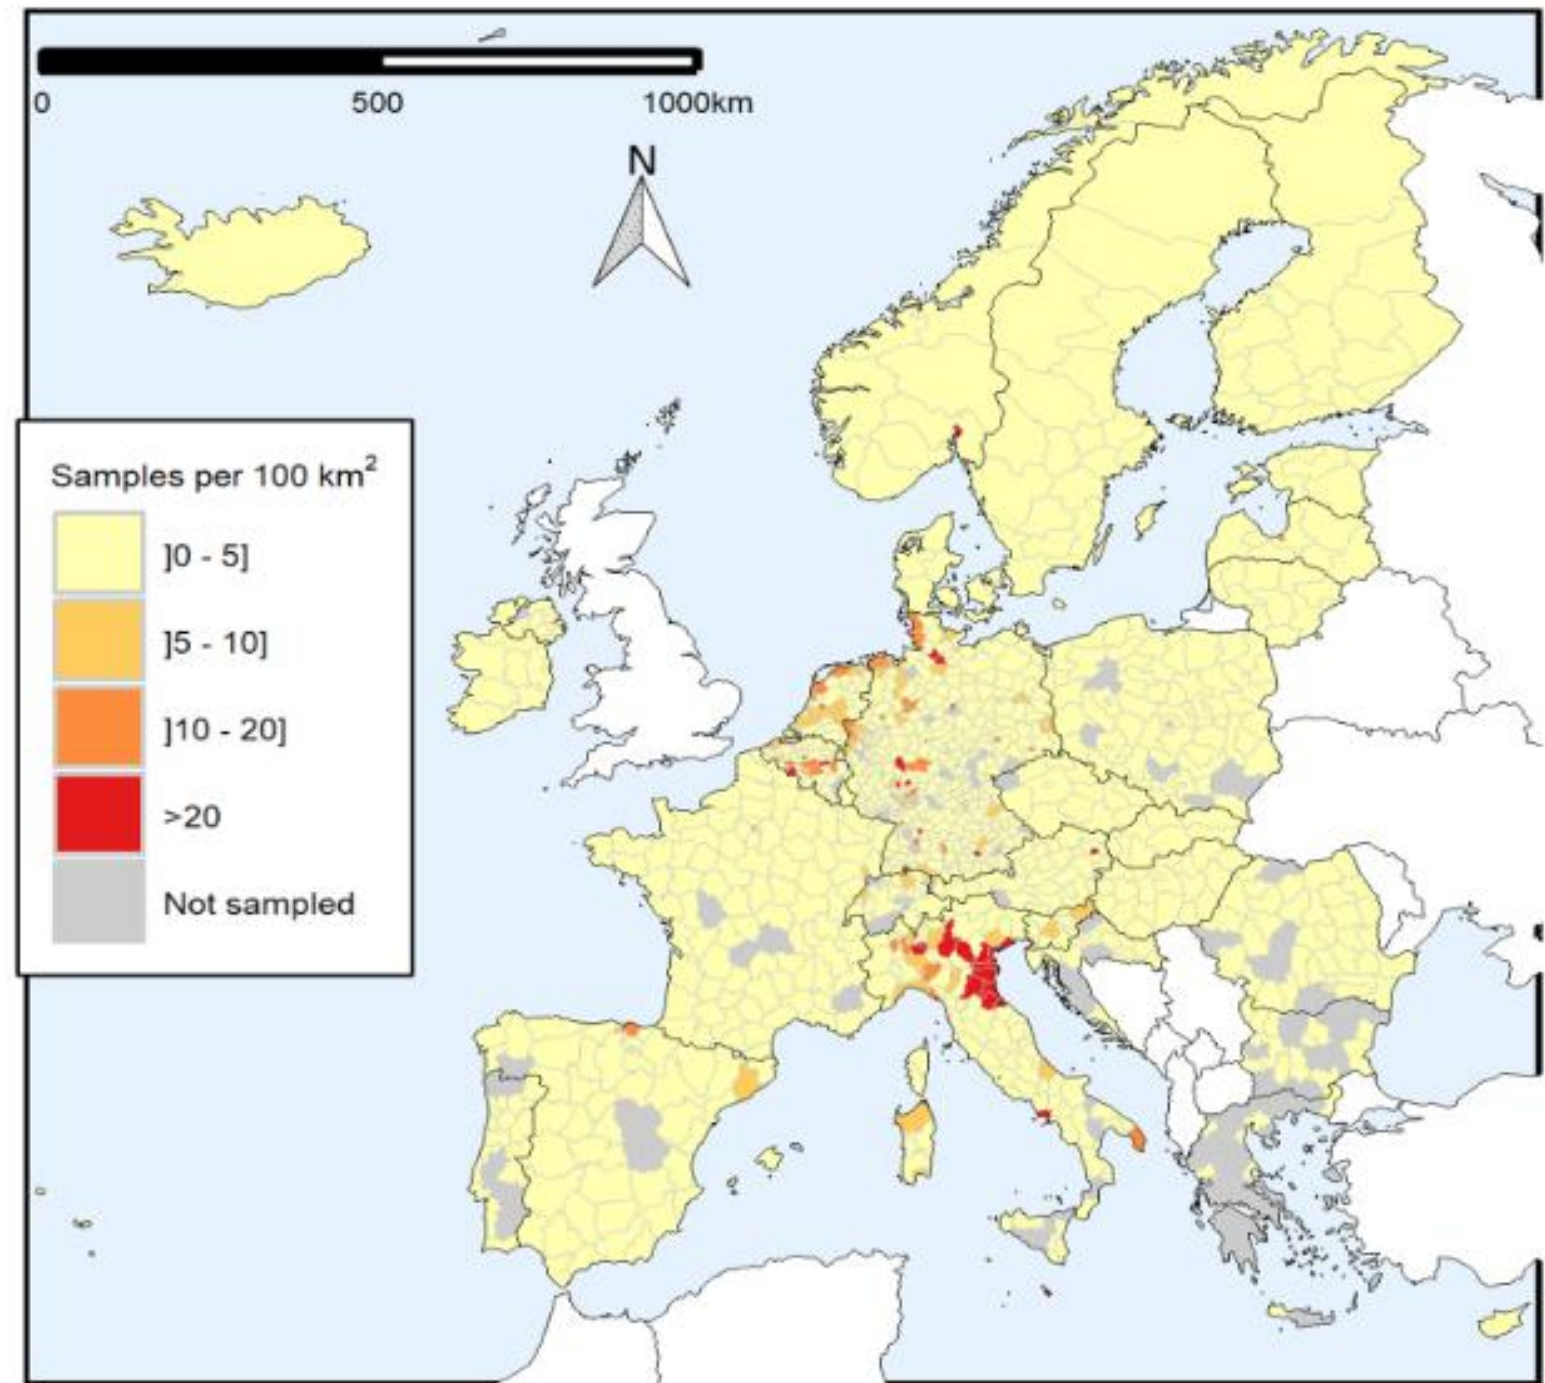 0 500 1000km
N
Samples per 100 km²
]0 - 5]
]5 - 10]
]10 - 20]
>20
Not sampled